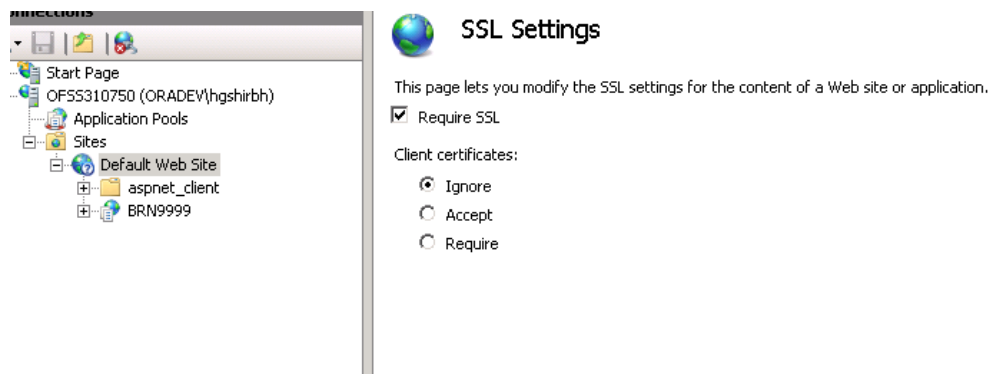 Connections
Start Page
OFSS310750 (ORADEV\hgshirbh)
Application Pools
Sites
Default Web Site
aspnet_client
BRN9999
SSL Settings
This page lets you modify the SSL settings for the content of a Web site or application.
Require SSL
Client certificates:
Ignore
Accept
Require